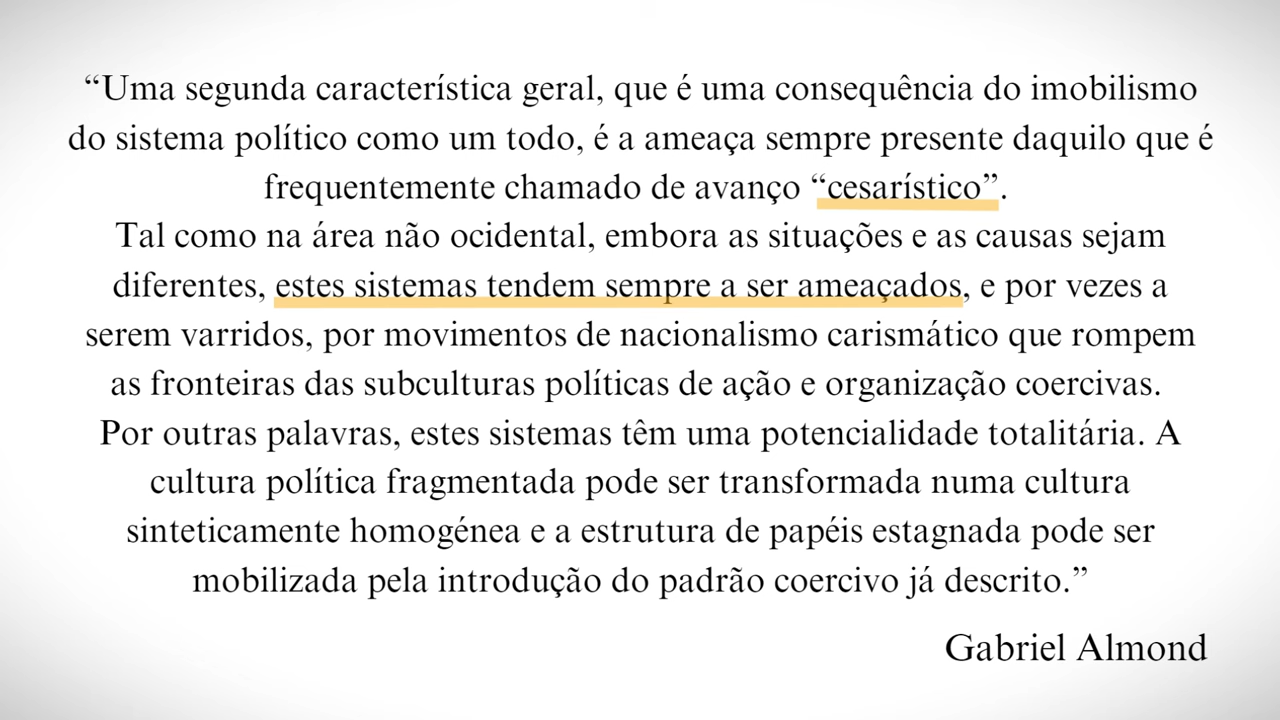 “Uma segunda característica geral, que é uma consequência do imobilismo
do sistema político como um todo, é a ameaça sempre presente daquilo que é
frequentemente chamado de avanço “cesarístico”.
Tal como na área não ocidental, embora as situações e as causas sejam
diferentes, estes sistemas tendem sempre a ser ameaçados, e por vezes a
serem varridos, por movimentos de nacionalismo carismático que rompem
as fronteiras das subculturas políticas de ação e organização coercivas.
Por outras palavras, estes sistemas têm uma potencialidade totalitária. A
cultura política fragmentada pode ser transformada numa cultura
sinteticamente homogénea e a estrutura de papéis estagnada pode ser
mobilizada pela introdução do padrão coercivo já descrito.”
Gabriel Almond